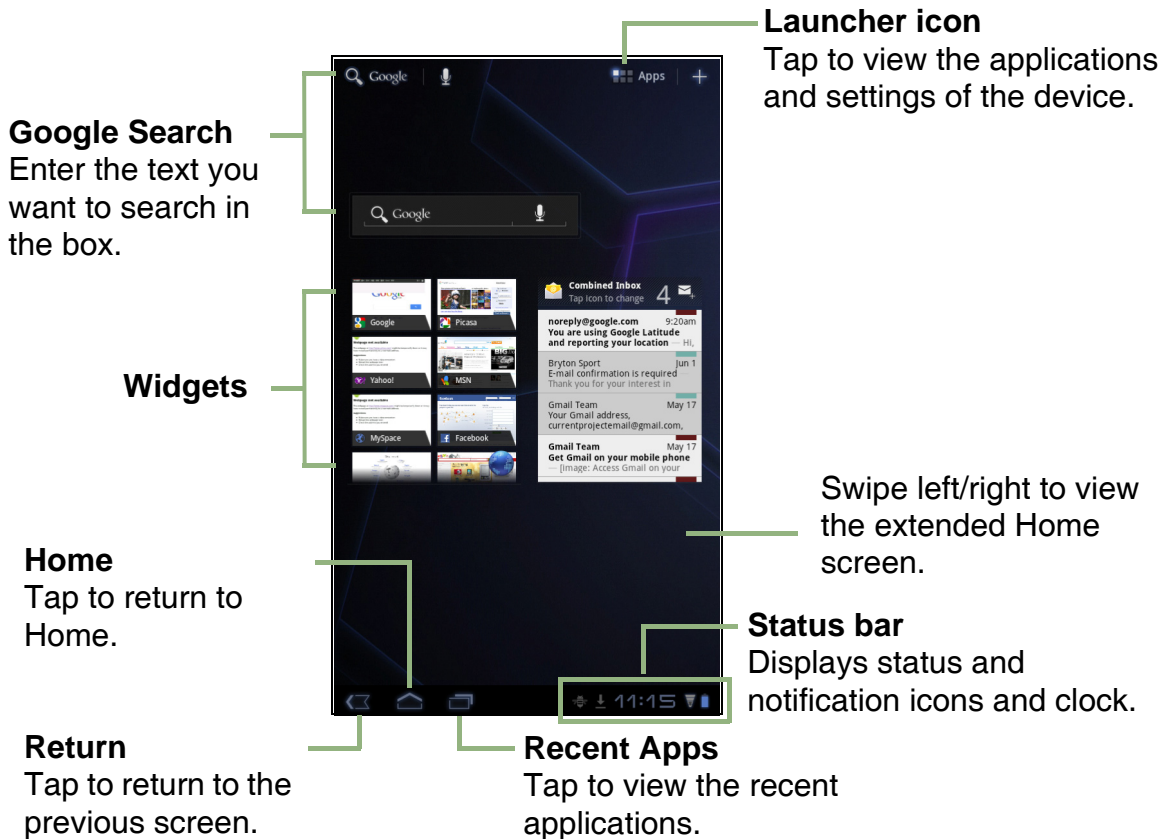 Launcher icon
Tap to view the applications
and settings of the device.
Google Search
Enter the text you
want to search in
the box.
Google
Apps
Google
Widgets
Google
Picasa
Yahoo!
MSN
MySpace
Facebook
Combined Inbox
Tap icon to change
4
noreply@google.com 9:20am
You are using Google Latitude
and reporting your location — Hi,
Bryton Sport Jun 1
E-mail confirmation is required —
Thank you for your interest in
Gmail Team May 17
Your Gmail address,
currentprojectemail@gmail.com,
Gmail Team May 17
Get Gmail on your mobile phone
— [image: Access Gmail on your
Swipe left/right to view
the extended Home
screen.
Home
Tap to return to
Home.
Status bar
Displays status and
notification icons and clock.
11:15
Return
Tap to return to the
previous screen.
Recent Apps
Tap to view the recent
applications.